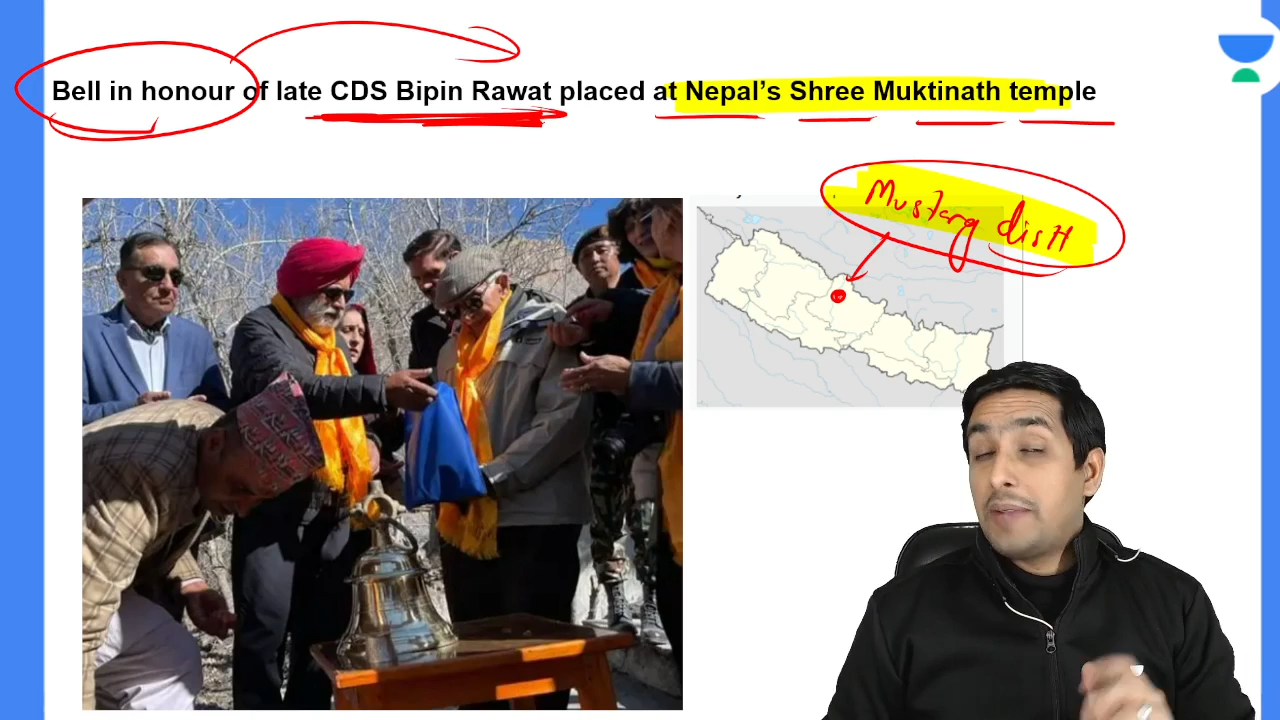 Bell in honour of late CDS Bipin Rawat placed at Nepal's Shree Muktinath temple
Mustang distt